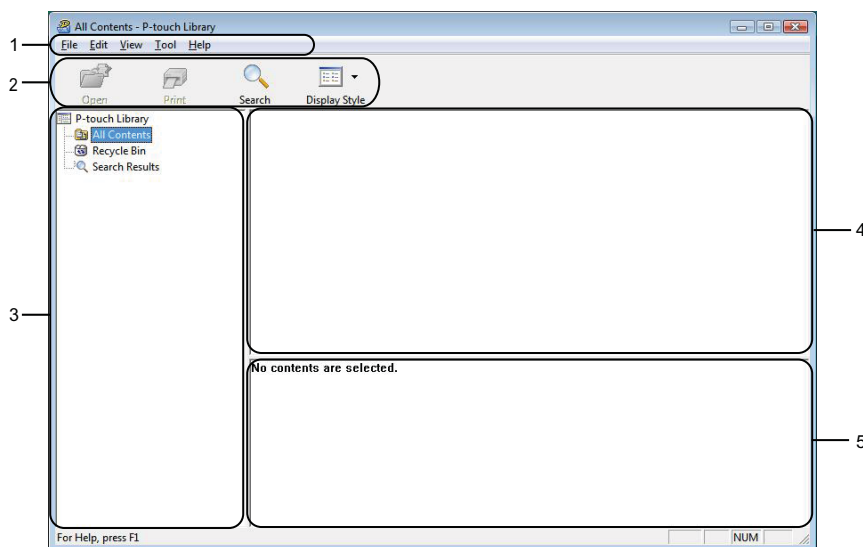 All Contents - P-touch Library
1
File Edit View Tool Help
2
Open Print Search Display Style
P-touch Library
All Contents
Recycle Bin
Search Results
3
4
No contents are selected.
5
For Help, press F1 NUM